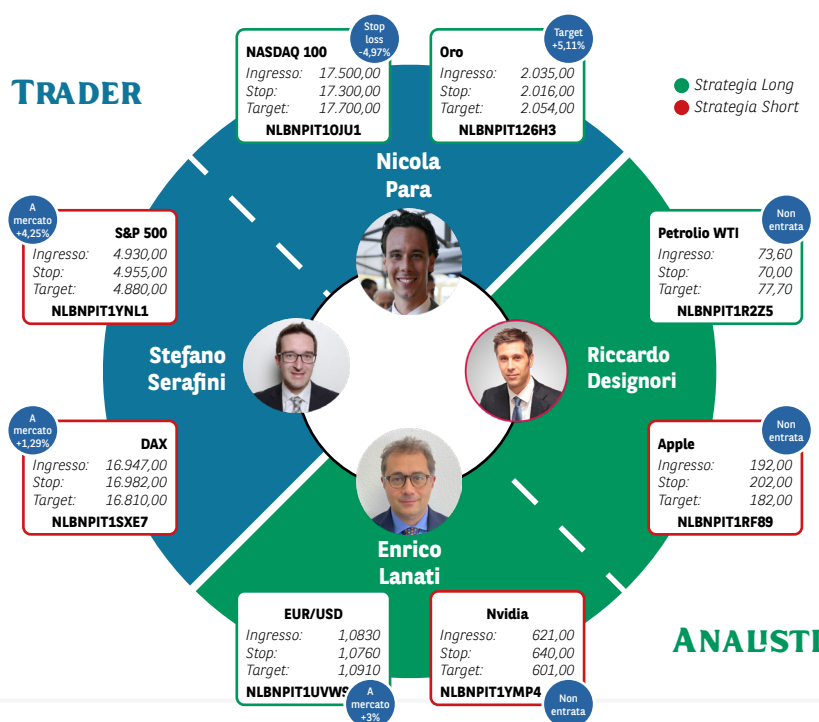 TRADER
NASDAQ 100
Stop
loss
-4,97%
Ingresso: 17.500,00
Stop: 17.300,00
Target: 17.700,00
NLBNPIT1OJU1
Oro
Target
+5,11%
Ingresso: 2.035,00
Stop: 2.016,00
Target: 2.054,00
NLBNPIT126H3
Strategia Long
Strategia Short
Nicola
Para
A
mercato
+4,25%
S&P 500
Ingresso: 4.930,00
Stop: 4.955,00
Target: 4.880,00
NLBNPIT1YNL1
Non
entrata
Petrolio WTI
Ingresso: 73,60
Stop: 70,00
Target: 77,70
NLBNPIT1R2Z5
Stefano
Serafini
Riccardo
Designori
A
mercato
+1,29%
DAX
Ingresso: 16.947,00
Stop: 16.982,00
Target: 16.810,00
NLBNPIT1SXE7
Non
entrata
Apple
Ingresso: 192,00
Stop: 202,00
Target: 182,00
NLBNPIT1RF89
Enrico
Lanati
EUR/USD
Ingresso: 1,0830
Stop: 1,0760
Target: 1,0910
A
mercato
+3%
Nvidia
Ingresso: 621,00
Stop: 640,00
Target: 601,00
NLBNPIT1YMP4
Non
entrata
ANALISTI